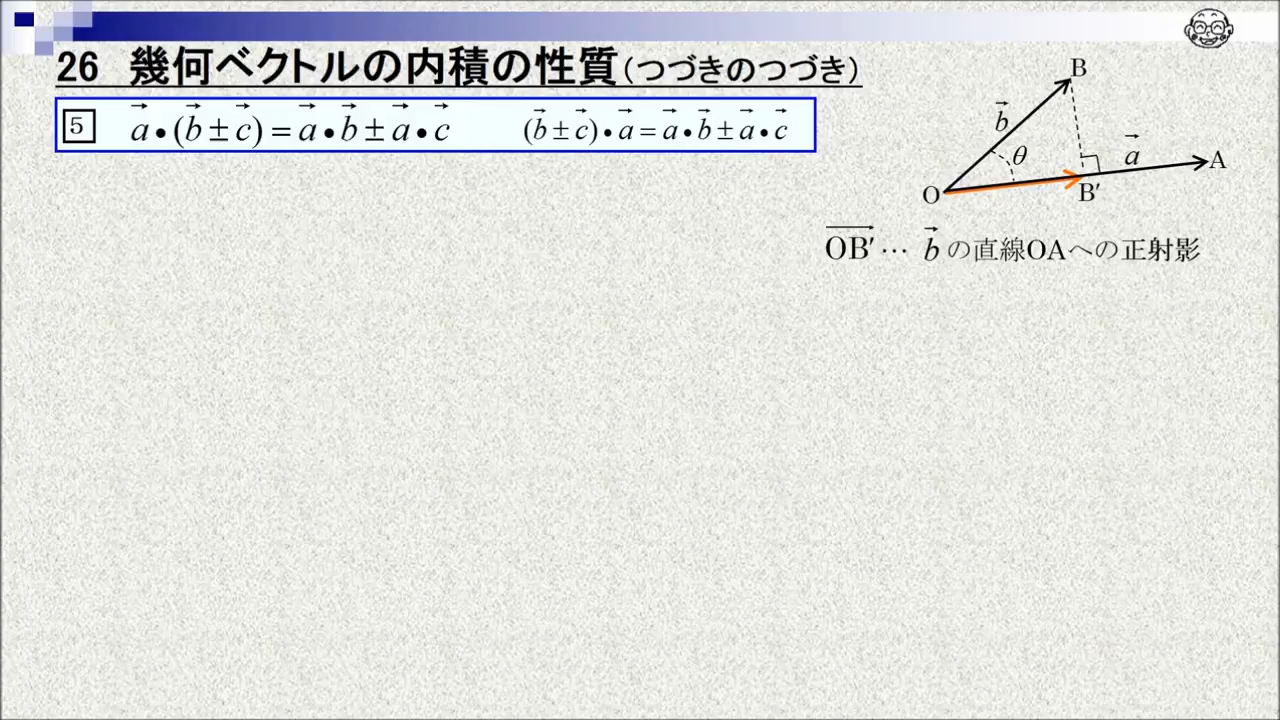 26 幾何ベクトルの内積の性質(つづきのつづき)
5 a⃗•(b⃗±c⃗)=a⃗•b⃗±a⃗•c⃗ (b⃗±c⃗)•a⃗=a⃗•b⃗±a⃗•c⃗
B
b⃗
θ
a⃗
A
O
B′
OB′→ … b⃗ の直線OAへの正射影